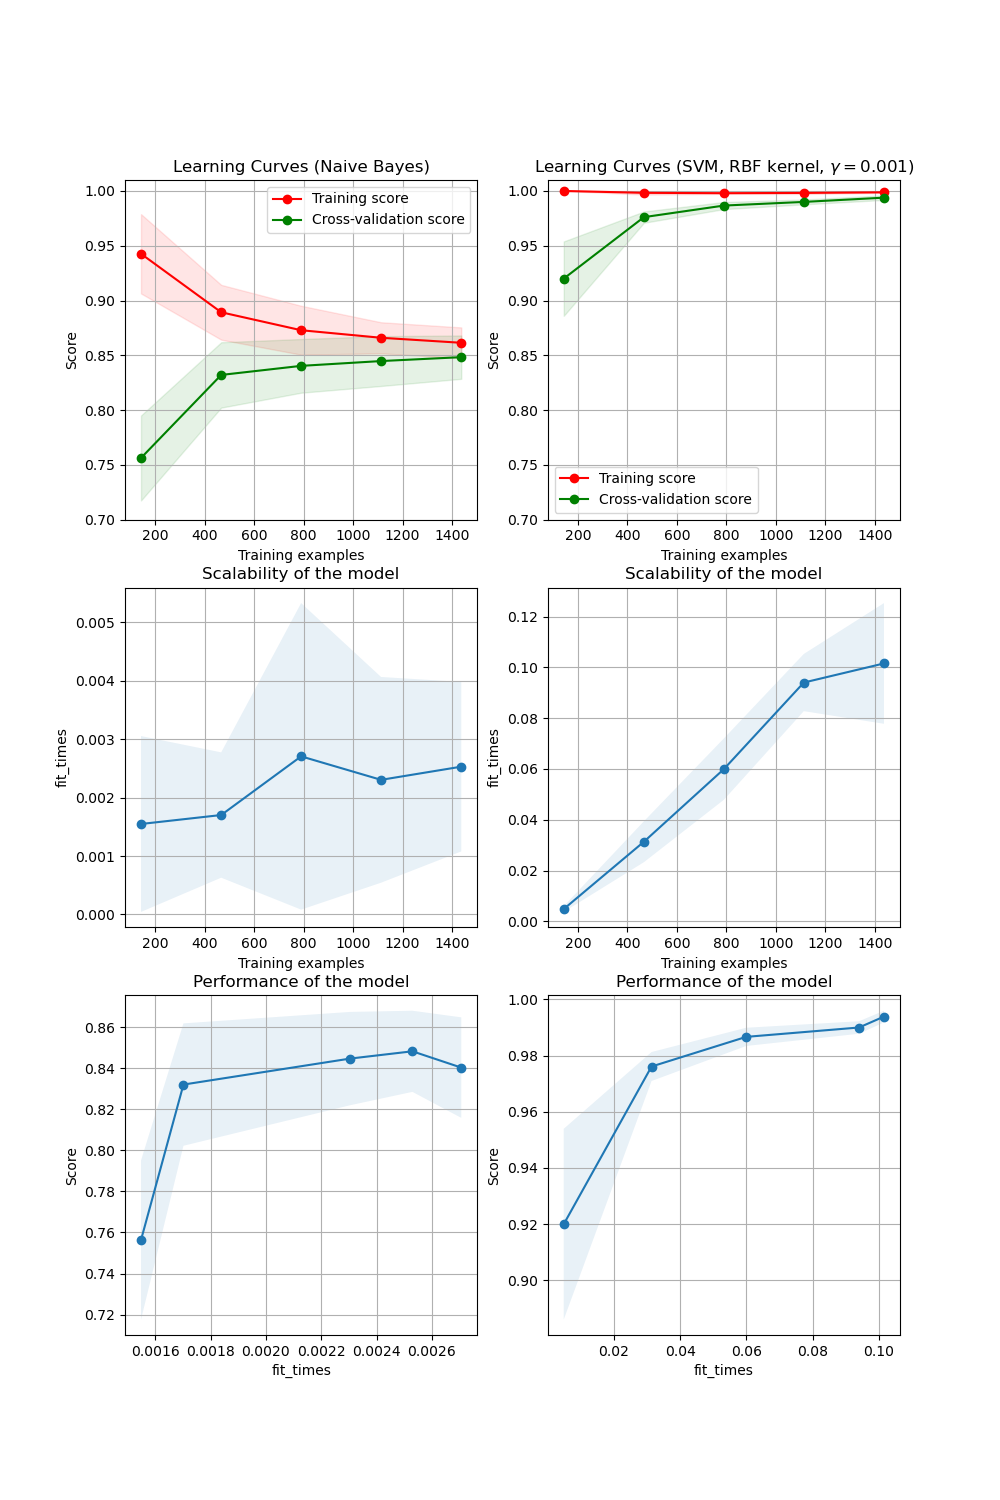 Learning Curves (Naive Bayes)
1.00
0.95
0.90
0.85
0.80
0.75
0.70
Score
Training score
Cross-validation score
200 400 600 800 1000 1200 1400
Training examples
Learning Curves (SVM, RBF kernel, γ = 0.001)
1.00
0.95
0.90
0.85
0.80
0.75
0.70
Score
Training score
Cross-validation score
200 400 600 800 1000 1200 1400
Training examples
Scalability of the model
0.005
0.004
0.003
0.002
0.001
0.000
fit_times
200 400 600 800 1000 1200 1400
Training examples
Scalability of the model
0.12
0.10
0.08
0.06
0.04
0.02
0.00
fit_times
200 400 600 800 1000 1200 1400
Training examples
Performance of the model
0.86
0.84
0.82
0.80
0.78
0.76
0.74
0.72
Score
0.0016 0.0018 0.0020 0.0022 0.0024 0.0026
fit_times
Performance of the model
1.00
0.98
0.96
0.94
0.92
0.90
Score
0.02 0.04 0.06 0.08 0.10
fit_times